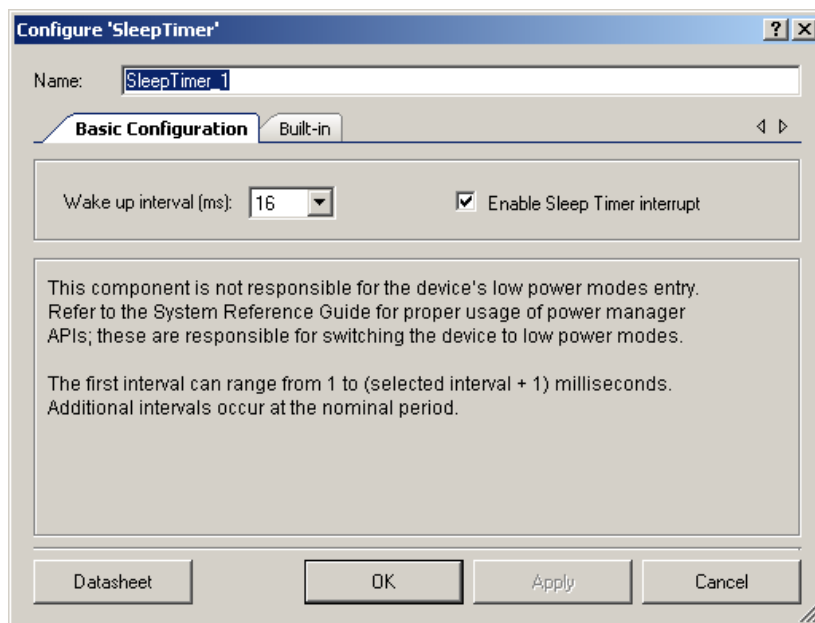 Configure 'SleepTimer'
Name: SleepTimer_1
Basic Configuration Built-in
Wake up interval (ms): 16 Enable Sleep Timer interrupt
This component is not responsible for the device's low power modes entry.
Refer to the System Reference Guide for proper usage of power manager
APIs; these are responsible for switching the device to low power modes.
The first interval can range from 1 to (selected interval + 1) milliseconds.
Additional intervals occur at the nominal period.
Datasheet OK Apply Cancel